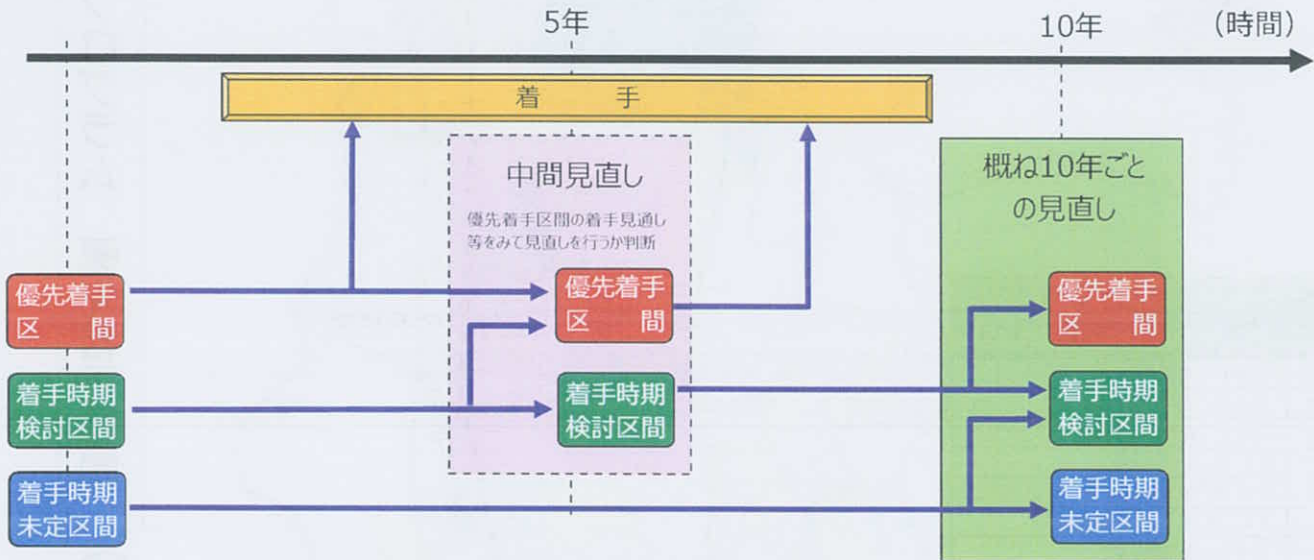 5年
10年
(時間)
着 手
中間見直し
優先着手区間の着手見通し
等をみて見直しを行うか判断
概ね10年ごと
の見直し
優先着手
区 間
優先着手
区 間
優先着手
区 間
着手時期
検討区間
着手時期
検討区間
着手時期
検討区間
着手時期
未定区間
着手時期
未定区間